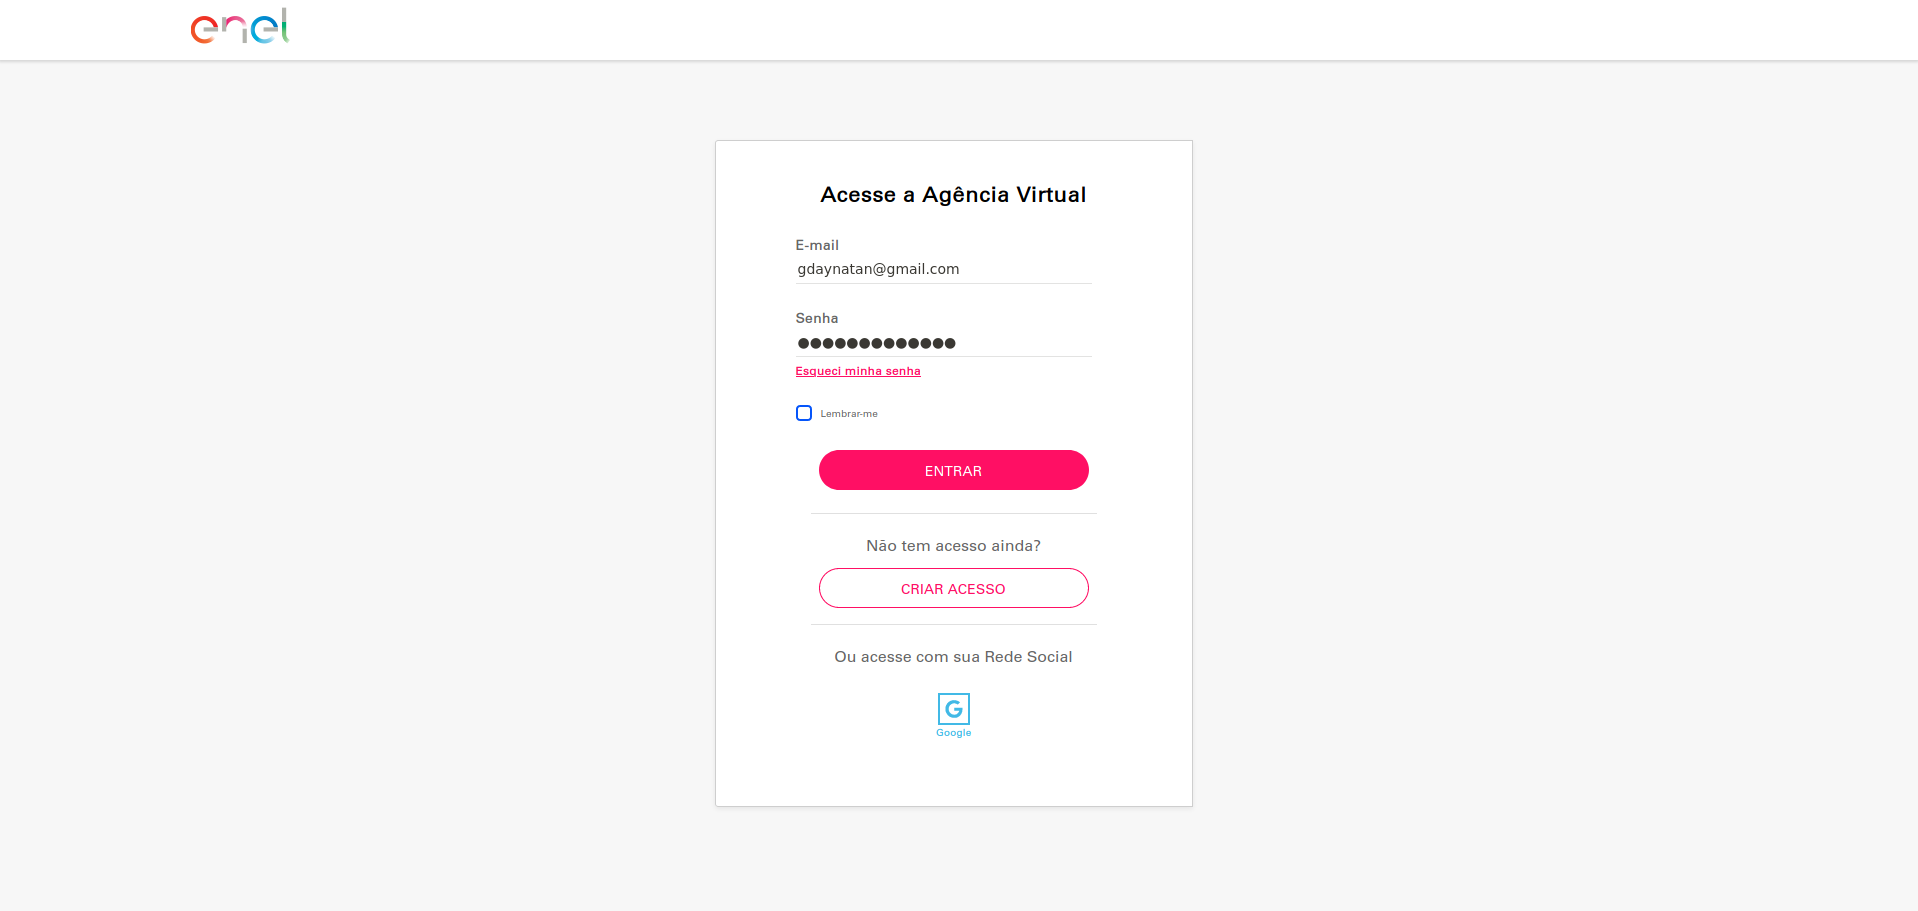 enel
Acesse a Agência Virtual
E-mail
gdaynatan@gmail.com
Senha
●●●●●●●●●●●●●
Esqueci minha senha
Lembrar-me
ENTRAR
Não tem acesso ainda?
CRIAR ACESSO
Ou acesse com sua Rede Social
G
Google